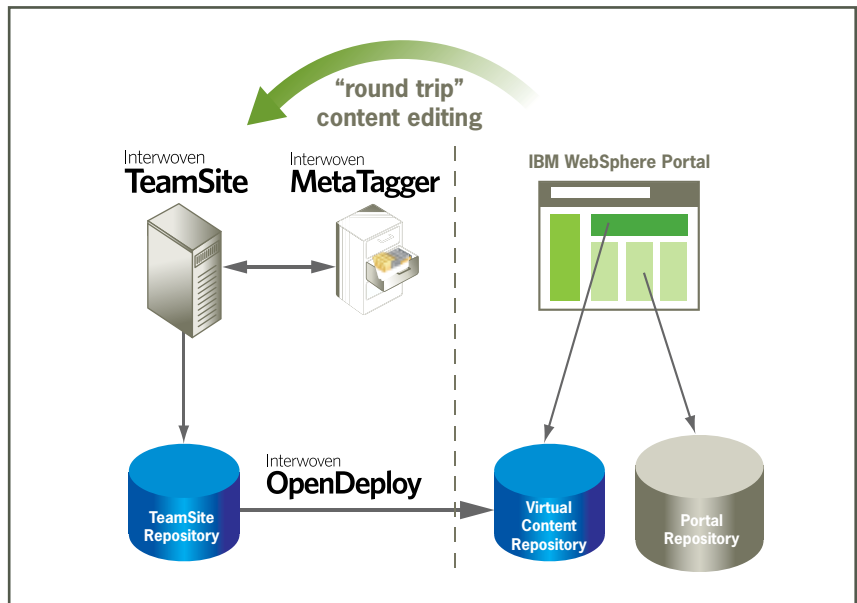 “round trip”
content editing
Interwoven
TeamSite
Interwoven
MetaTagger
IBM WebSphere Portal
Interwoven
OpenDeploy
TeamSite
Repository
Virtual
Content
Repository
Portal
Repository